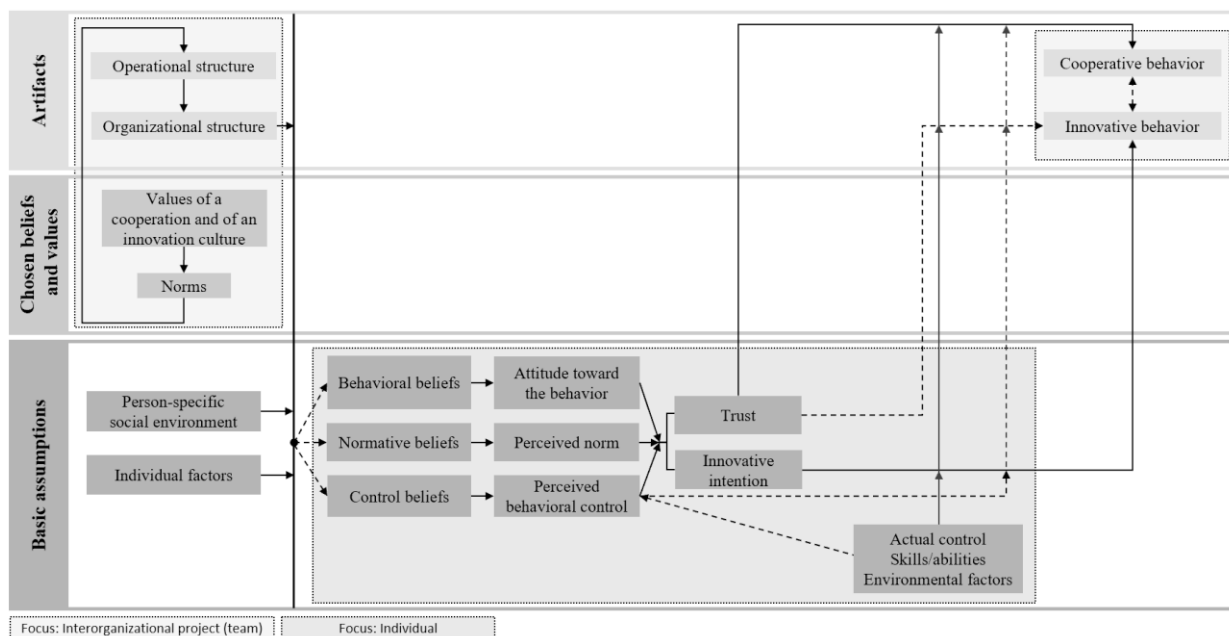 Artifacts
Operational structure
Organizational structure
Cooperative behavior
Innovative behavior
Chosen beliefs
and values
Values of a
cooperation and of an
innovation culture
Norms
Basic assumptions
Person-specific
social environment
Individual factors
Behavioral beliefs
Normative beliefs
Control beliefs
Attitude toward
the behavior
Perceived norm
Perceived
behavioral control
Trust
Innovative
intention
Actual control
Skills/abilities
Environmental factors
Focus: Interorganizational project (team)
Focus: Individual